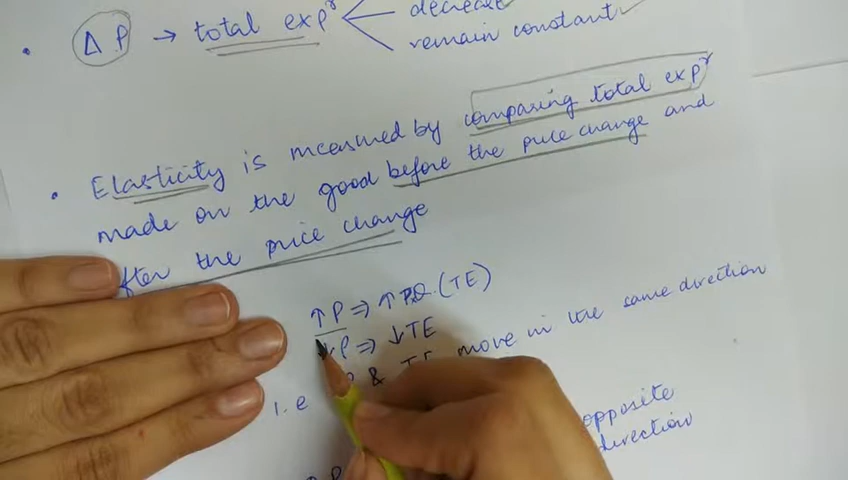 decrease
• ΔP → total expʳ
remain constant
• Elasticity is measured by comparing total expʳ
made on the good before the price change and
after the price change
↑P ⇒ ↑ P.Q. (TE)
↓P ⇒ ↓TE
i.e P & TE move in the same direction
opposite
direction
↑P